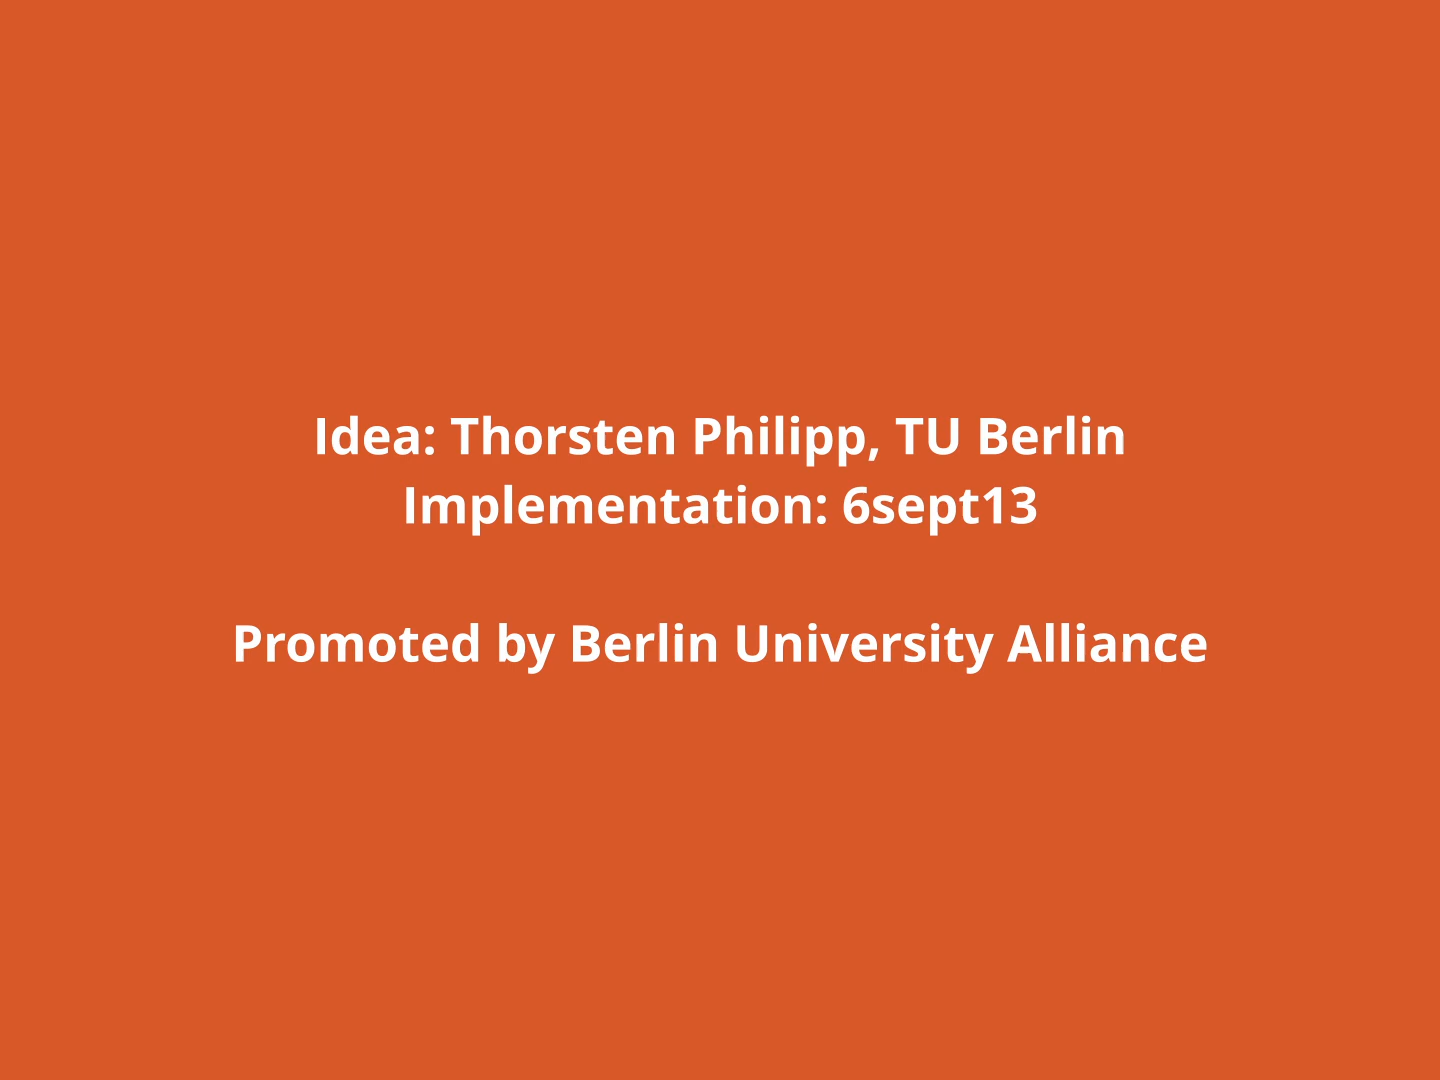 Idea: Thorsten Philipp, TU Berlin
Implementation: 6sept13
Promoted by Berlin University Alliance